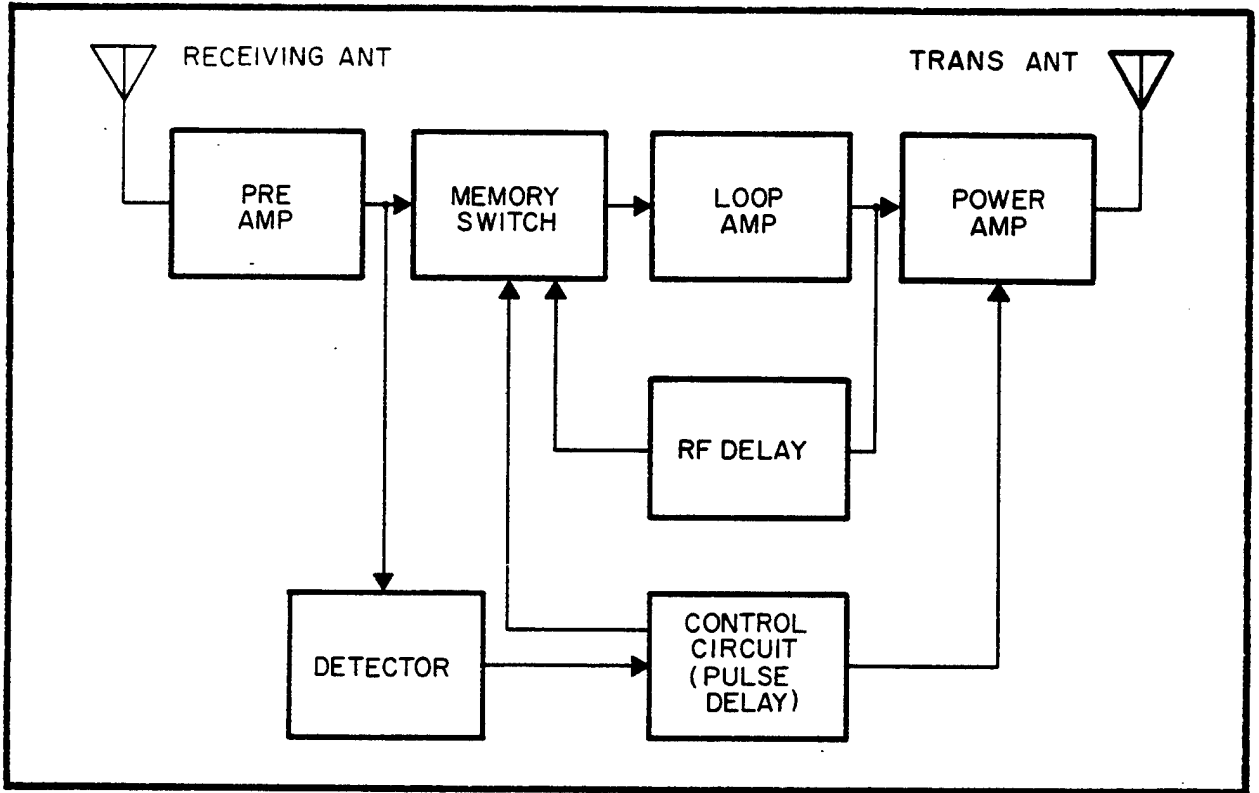 RECEIVING ANT
TRANS ANT
PRE
AMP
MEMORY
SWITCH
LOOP
AMP
POWER
AMP
RF DELAY
DETECTOR
CONTROL
CIRCUIT
(PULSE
DELAY)